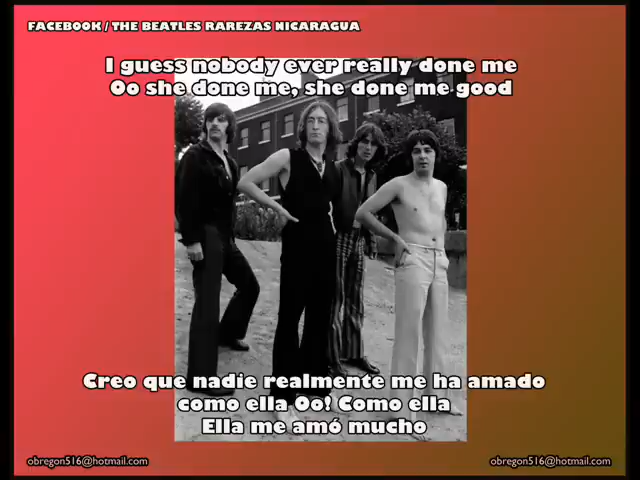 FACEBOOK / THE BEATLES RAREZAS NICARAGUA
I guess nobody ever really done me
Oo she done me, she done me good
Creo que nadie realmente me ha amado
como ella Oo! Como ella
Ella me amó mucho
obregon516@hotmail.com
obregon516@hotmail.com